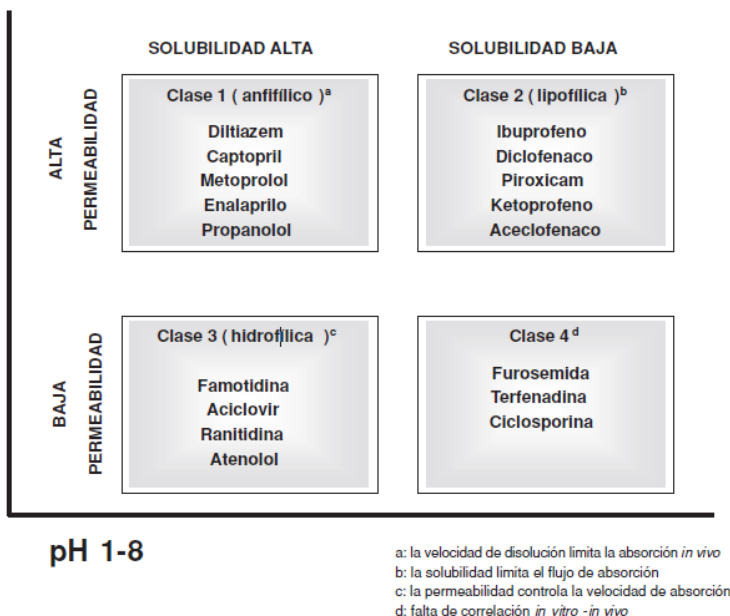 SOLUBILIDAD ALTA
SOLUBILIDAD BAJA
ALTA
PERMEABILIDAD
Clase 1 ( anfifílico )ᵃ
Diltiazem
Captopril
Metoprolol
Enalaprilo
Propanolol
Clase 2 ( lipofílica )ᵇ
Ibuprofeno
Diclofenaco
Piroxicam
Ketoprofeno
Aceclofenaco
BAJA
PERMEABILIDAD
Clase 3 ( hidrofílica )ᶜ
Famotidina
Aciclovir
Ranitidina
Atenolol
Clase 4 ᵈ
Furosemida
Terfenadina
Ciclosporina
pH 1-8
a: la velocidad de disolución limita la absorción in vivo
b: la solubilidad limita el flujo de absorción
c: la permeabilidad controla la velocidad de absorción
d: falta de correlación in vitro - in vivo